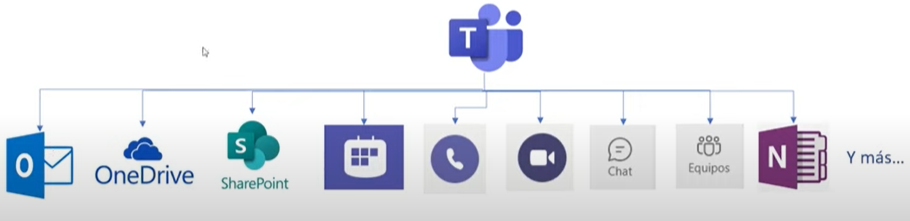 T
O
OneDrive
S
SharePoint
Chat
Equipos
N
Y más...